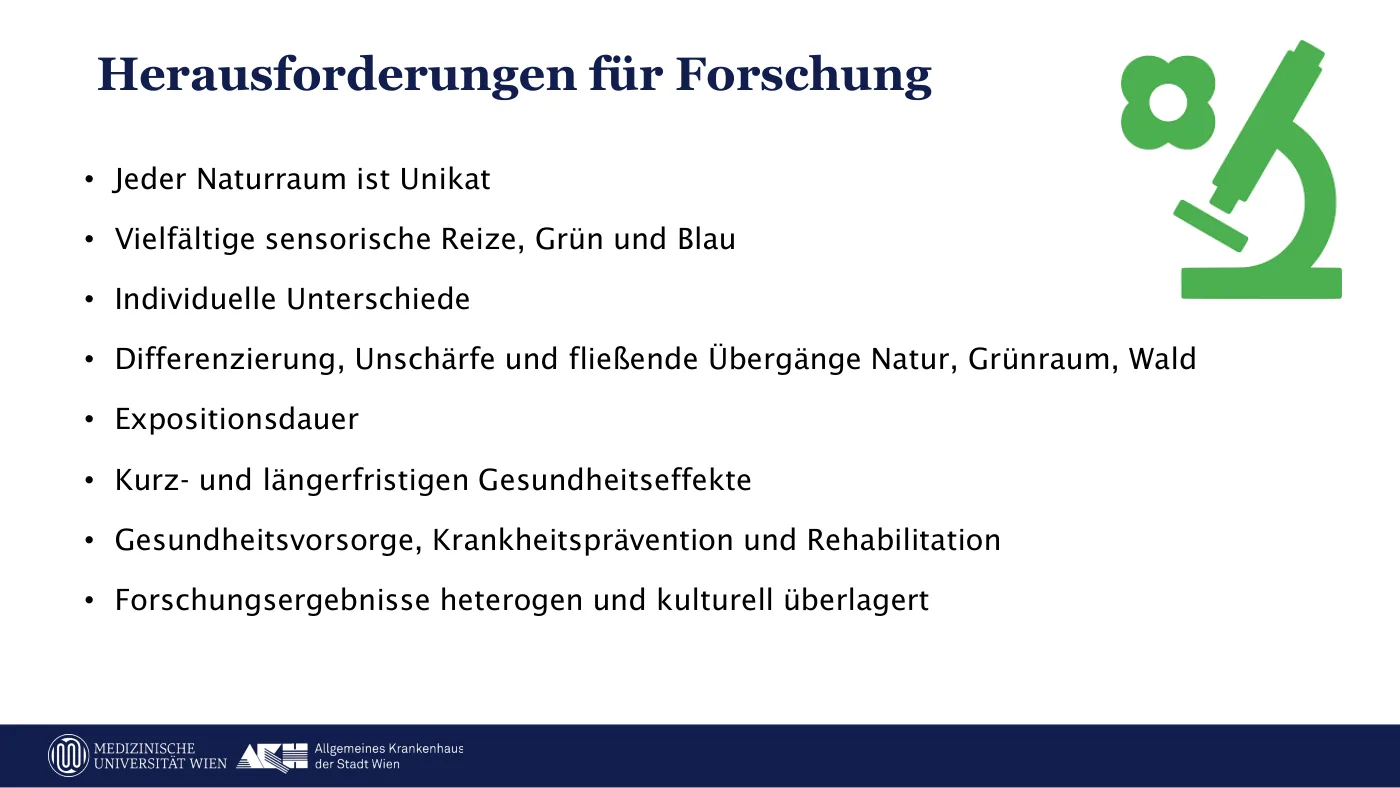 Herausforderungen für Forschung
• Jeder Naturraum ist Unikat
• Vielfältige sensorische Reize, Grün und Blau
• Individuelle Unterschiede
• Differenzierung, Unschärfe und fließende Übergänge Natur, Grünraum, Wald
• Expositionsdauer
• Kurz- und längerfristigen Gesundheitseffekte
• Gesundheitsvorsorge, Krankheitsprävention und Rehabilitation
• Forschungsergebnisse heterogen und kulturell überlagert
MEDIZINISCHE
UNIVERSITÄT WIEN
AKH
Allgemeines Krankenhaus
der Stadt Wien